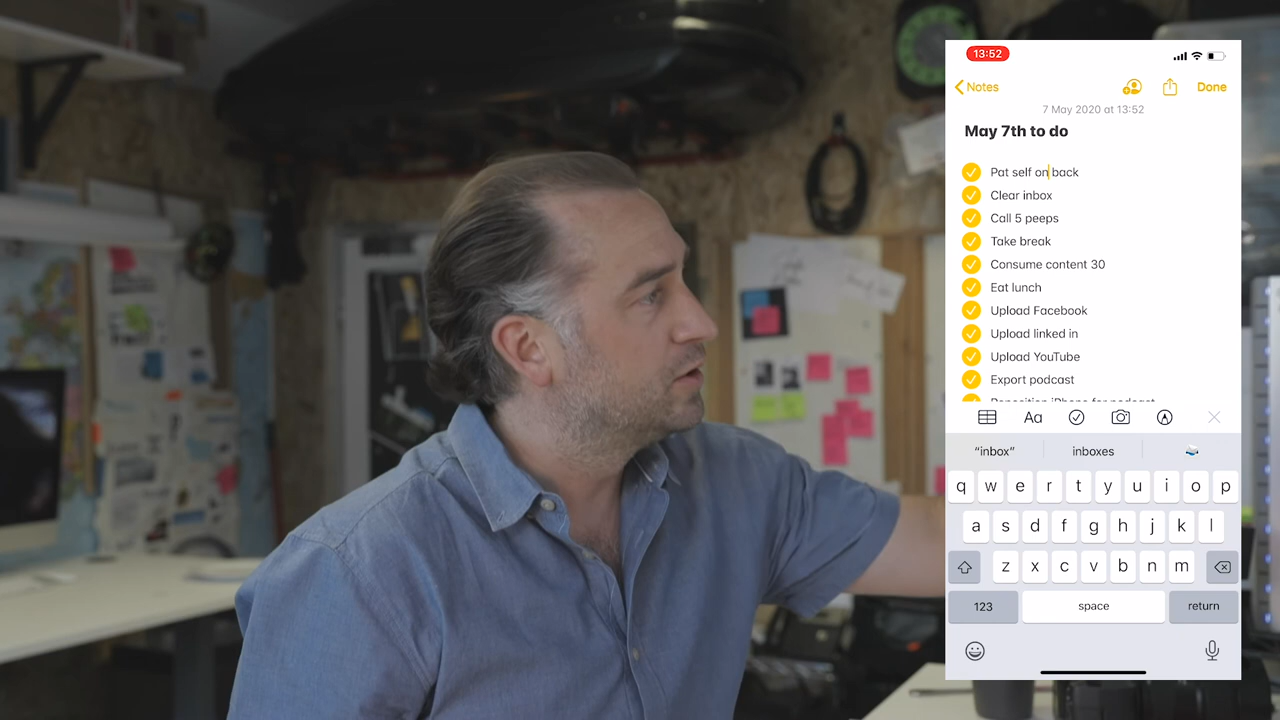 13:52
Notes
Done
7 May 2020 at 13:52
May 7th to do
Pat self on back
Clear inbox
Call 5 peeps
Take break
Consume content 30
Eat lunch
Upload Facebook
Upload linked in
Upload YouTube
Export podcast
Aa
“inbox” inboxes
q w e r t y u i o p
a s d f g h j k l
z x c v b n m
123 space return